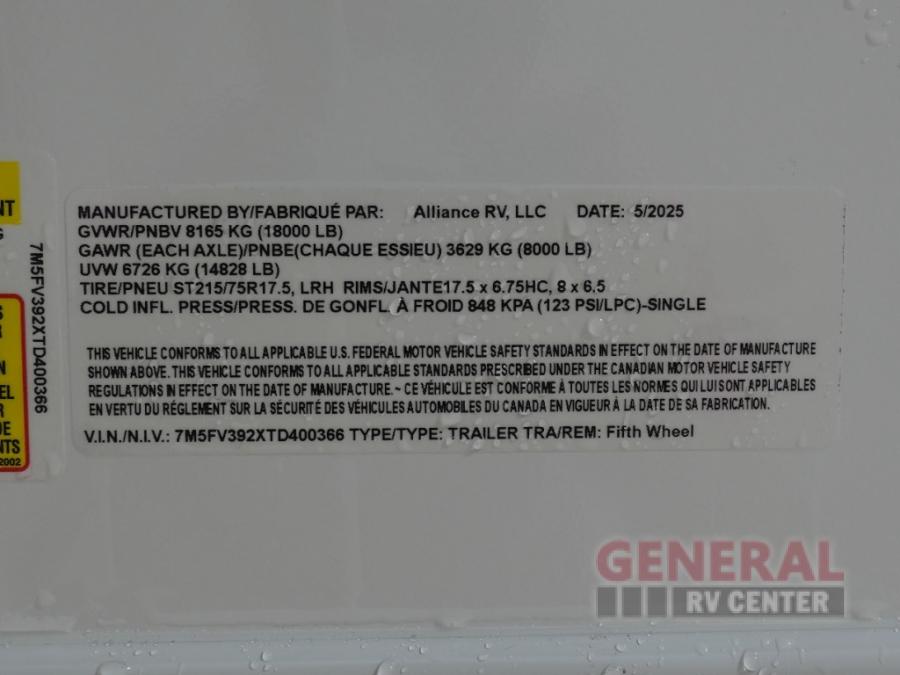 MANUFACTURED BY/FABRIQUÉ PAR: Alliance RV, LLC DATE: 5/2025
GVWR/PNBV 8165 KG (18000 LB)
GAWR (EACH AXLE)/PNBE(CHAQUE ESSIEU) 3629 KG (8000 LB)
UVW 6726 KG (14828 LB)
TIRE/PNEU ST215/75R17.5, LRH RIMS/JANTE17.5 x 6.75HC, 8 x 6,5
COLD INFL. PRESS/PRESS. DE GONFL. À FROID 848 KPA (123 PSI/LPC)-SINGLE
THIS VEHICLE CONFORMS TO ALL APPLICABLE U.S. FEDERAL MOTOR VEHICLE SAFETY STANDARDS IN EFFECT ON THE DATE OF MANUFACTURE
SHOWN ABOVE. THIS VEHICLE CONFORMS TO ALL APPLICABLE STANDARDS PRESCRIBED UNDER THE CANADIAN MOTOR VEHICLE SAFETY
REGULATIONS IN EFFECT ON THE DATE OF MANUFACTURE. ~ CE VÉHICULE EST CONFORME À TOUTES LES NORMES QUI LUI SONT APPLICABLES
EN VERTU DU RÉGLEMENT SUR LA SÉCURITÉ DES VÉHICULES AUTOMOBILES DU CANADA EN VIGUEUR À LA DATE DE SA FABRICATION.
V.I.N./N.I.V.: 7M5FV392XTD400366 TYPE/TYPE: TRAILER TRA/REM: Fifth Wheel
7M5FV392XTD400366
2002
GENERAL
RV CENTER